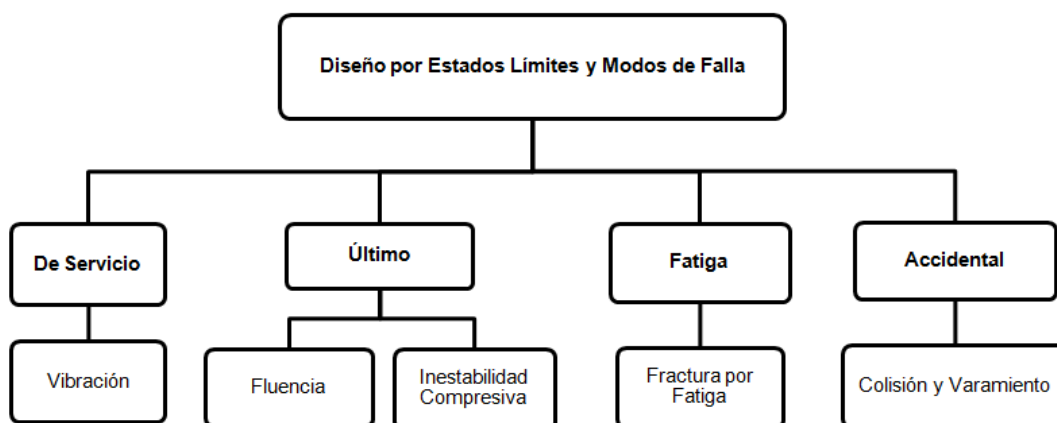 Diseño por Estados Límites y Modos de Falla
De Servicio
Último
Fatiga
Accidental
Vibración
Fluencia
Inestabilidad
Compresiva
Fractura por
Fatiga
Colisión y Varamiento